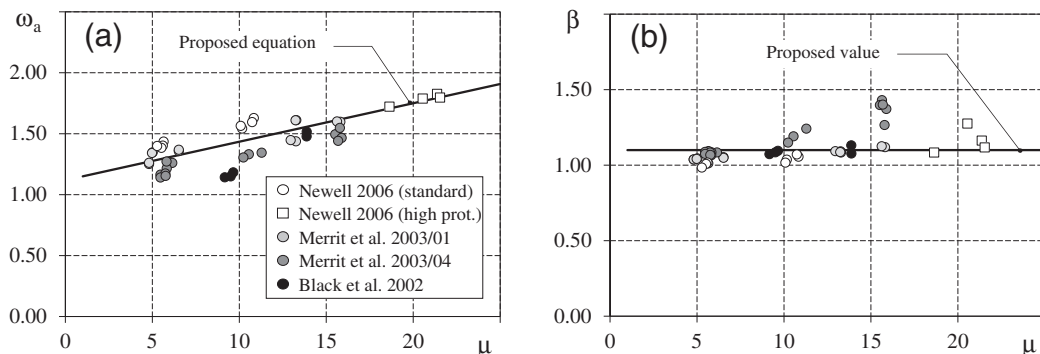 ωa
2.00
1.50
1.00
0.50
0.00
(a)
Proposed equation
Newell 2006 (standard)
Newell 2006 (high prot.)
Merrit et al. 2003/01
Merrit et al. 2003/04
Black et al. 2002
0 5 10 15 20 μ
β
1.50
1.00
0.50
0.00
(b)
Proposed value
0 5 10 15 20 μ